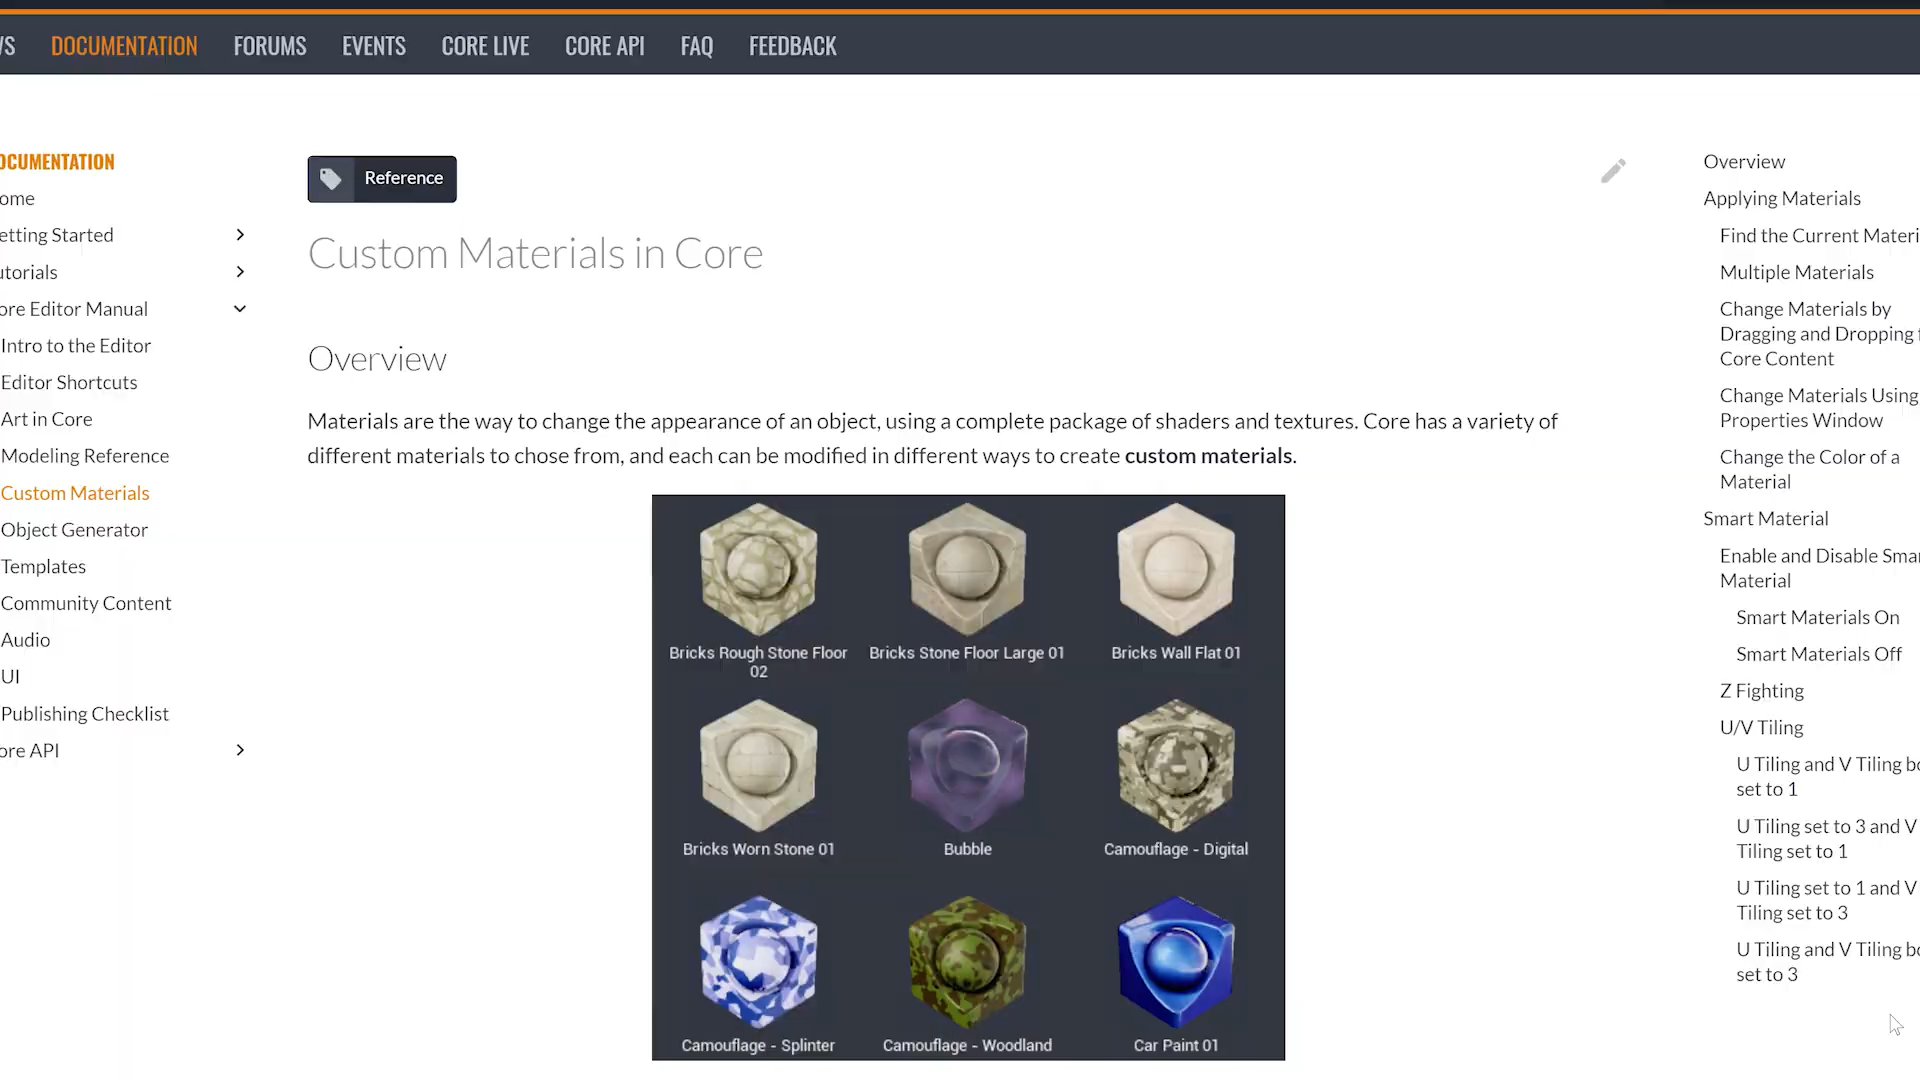 WS DOCUMENTATION FORUMS EVENTS CORE LIVE CORE API FAQ FEEDBACK
OCUMENTATION
ome
etting Started
utorials
ore Editor Manual
Intro to the Editor
Editor Shortcuts
Art in Core
Modeling Reference
Custom Materials
Object Generator
Templates
Community Content
Audio
UI
Publishing Checklist
ore API
Reference
Custom Materials in Core
Overview
Materials are the way to change the appearance of an object, using a complete package of shaders and textures. Core has a variety of
different materials to chose from, and each can be modified in different ways to create custom materials.
Bricks Rough Stone Floor
02
Bricks Stone Floor Large 01
Bricks Wall Flat 01
Bricks Worn Stone 01
Bubble
Camouflage - Digital
Camouflage - Splinter
Camouflage - Woodland
Car Paint 01
Overview
Applying Materials
Find the Current Materi
Multiple Materials
Change Materials by
Dragging and Dropping f
Core Content
Change Materials Using
Properties Window
Change the Color of a
Material
Smart Material
Enable and Disable Smar
Material
Smart Materials On
Smart Materials Off
Z Fighting
U/V Tiling
U Tiling and V Tiling bo
set to 1
U Tiling set to 3 and V
Tiling set to 1
U Tiling set to 1 and V
Tiling set to 3
U Tiling and V Tiling bo
set to 3